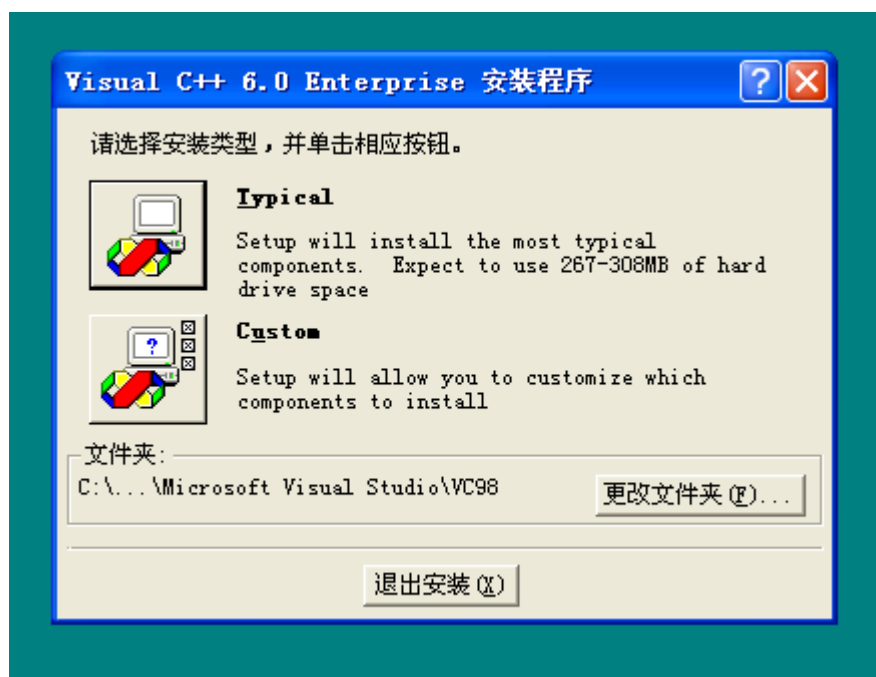 Visual C++ 6.0 Enterprise 安装程序
请选择安装类型，并单击相应按钮。
Typical
Setup will install the most typical
components.  Expect to use 267-308MB of hard
drive space
?
Custom
Setup will allow you to customize which
components to install
文件夹:
C:\...\Microsoft Visual Studio\VC98
更改文件夹(F)...
退出安装(X)